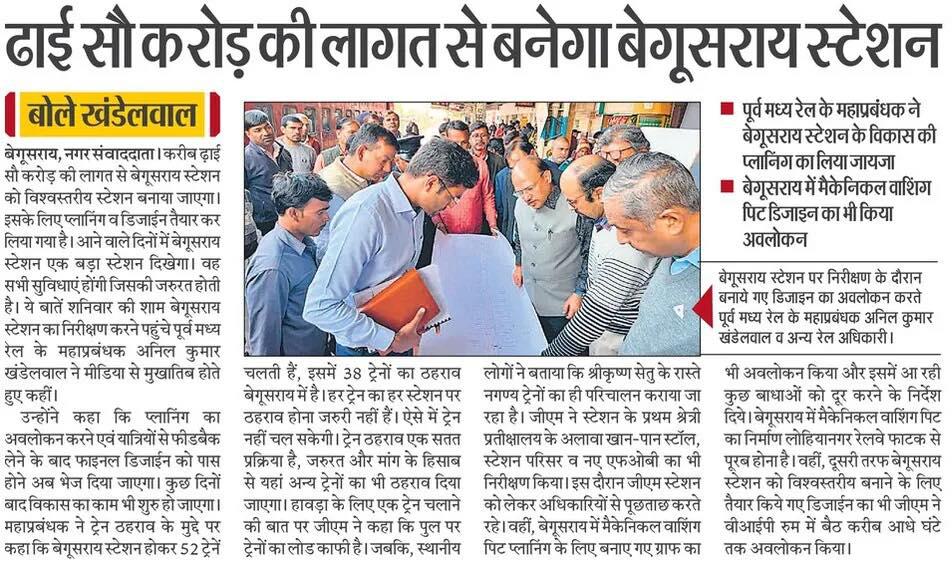 ढाई सौ करोड़ की लागत से बनेगा बेगूसराय स्टेशन
बोले खंडेलवाल
बेगूसराय, नगर संवाददाता। करीब ढ़ाई
सौ करोड़ की लागत से बेगूसराय स्टेशन
को विश्वस्तरीय स्टेशन बनाया जाएगा।
इसके लिए प्लानिंग व डिजाईन तैयार कर
लिया गया है। आने वाले दिनों में बेगूसराय
स्टेशन एक बड़ा स्टेशन दिखेगा। वह
सभी सुविधाएं होंगी जिसकी जरुरत होती
है। ये बातें शनिवार की शाम बेगूसराय
स्टेशन का निरीक्षण करने पहुंचे पूर्व मध्य
रेल के महाप्रबंधक अनिल कुमार
खंडेलवाल ने मीडिया से मुखातिब होते
हुए कहीं।
उन्होंने कहा कि प्लानिंग का
अवलोकन करने एवं यात्रियों से फीडबैक
लेने के बाद फाइनल डिजाईन को पास
होने अब भेज दिया जाएगा। कुछ दिनों
बाद विकास का काम भी शुरु हो जाएगा।
महाप्रबंधक ने ट्रेन ठहराव के मुद्दे पर
कहा कि बेगूसराय स्टेशन होकर 52 ट्रेनें
चलती हैं, इसमें 38 ट्रेनों का ठहराव
बेगूसराय में है। हर ट्रेन का हर स्टेशन पर
ठहराव होना जरुरी नहीं हैं। ऐसे में ट्रेन
नहीं चल सकेगी। ट्रेन ठहराव एक सतत
प्रक्रिया है, जरुरत और मांग के हिसाब
से यहां अन्य ट्रेनों का भी ठहराव दिया
जाएगा। हावड़ा के लिए एक ट्रेन चलाने
की बात पर जीएम ने कहा कि पुल पर
ट्रेनों का लोड काफी है। जबकि, स्थानीय
लोगों ने बताया कि श्रीकृष्ण सेतु के रास्ते
नगण्य ट्रेनों का ही परिचालन कराया जा
रहा है। जीएम ने स्टेशन के प्रथम श्रेत्री
प्रतीक्षालय के अलावा खान-पान स्टॉल,
स्टेशन परिसर व नए एफओबी का भी
निरीक्षण किया। इस दौरान जीएम स्टेशन
को लेकर अधिकारियों से पूछताछ करते
रहे। वहीं, बेगूसराय में मैकेनिकल वाशिंग
पिट प्लानिंग के लिए बनाए गए ग्राफ का
भी अवलोकन किया और इसमें आ रही
कुछ बाधाओं को दूर करने के निर्देश
दिये। बेगूसराय में मैकेनिकल वाशिंग पिट
का निर्माण लोहियानगर रेलवे फाटक से
पूरब होना है। वहीं, दूसरी तरफ बेगूसराय
स्टेशन को विश्वस्तरीय बनाने के लिए
तैयार किये गए डिजाईन का भी जीएम ने
वीआईपी रुम में बैठ करीब आधे घंटे
तक अवलोकन किया।
पूर्व मध्य रेल के महाप्रबंधक ने
बेगूसराय स्टेशन के विकास की
प्लानिंग का लिया जायजा
बेगूसराय में मैकेनिकल वाशिंग
पिट डिजाइन का भी किया
अवलोकन
बेगूसराय स्टेशन पर निरीक्षण के दौरान
बनाये गए डिजाइन का अवलोकन करते
पूर्व मध्य रेल के महाप्रबंधक अनिल कुमार
खंडेलवाल व अन्य रेल अधिकारी।